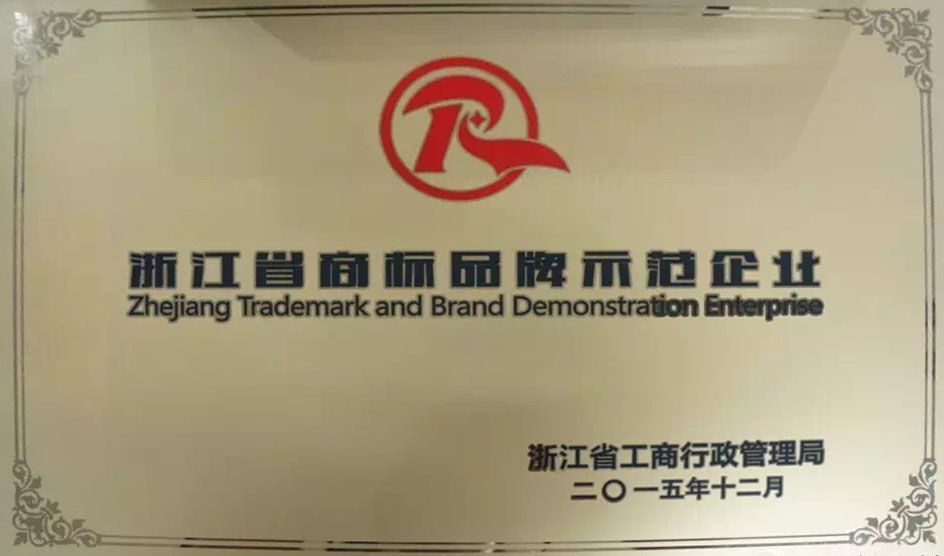 浙江省商标品牌示范企业
Zhejiang Trademark and Brand Demonstration Enterprise
浙江省工商行政管理局
二〇一五年十二月